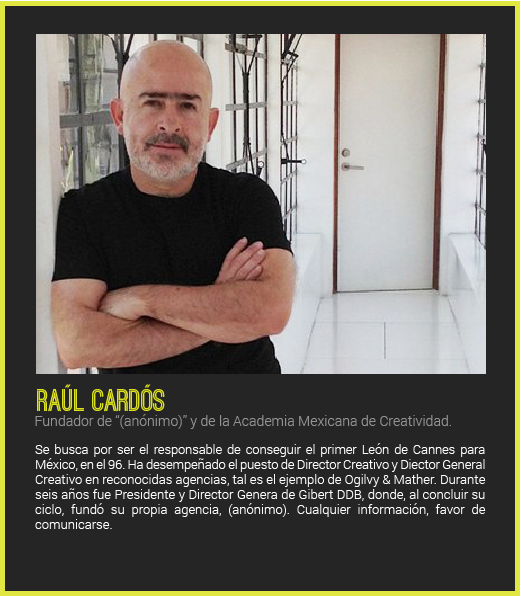 RAÚL CARDÓS
Fundador de “(anónimo)” y de la Academia Mexicana de Creatividad.
Se busca por ser el responsable de conseguir el primer León de Cannes para
México, en el 96. Ha desempeñado el puesto de Director Creativo y Diector General
Creativo en reconocidas agencias, tal es el ejemplo de Ogilvy & Mather. Durante
seis años fue Presidente y Director Genera de Gibert DDB, donde, al concluir su
ciclo, fundó su propia agencia, (anónimo). Cualquier información, favor de
comunicarse.